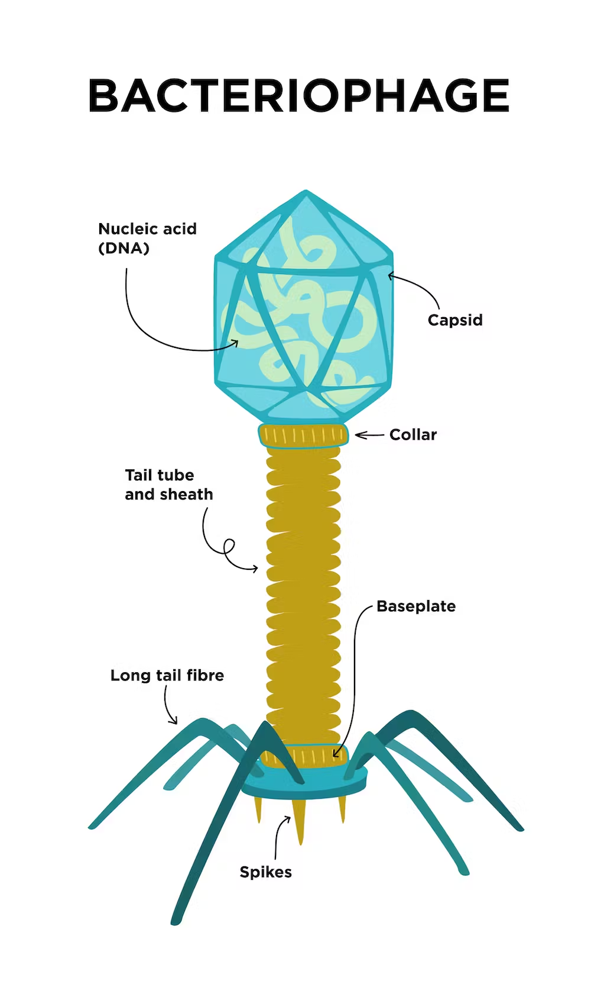 BACTERIOPHAGE
Nucleic acid
(DNA)
Capsid
Collar
Tail tube
and sheath
Baseplate
Long tail fibre
Spikes